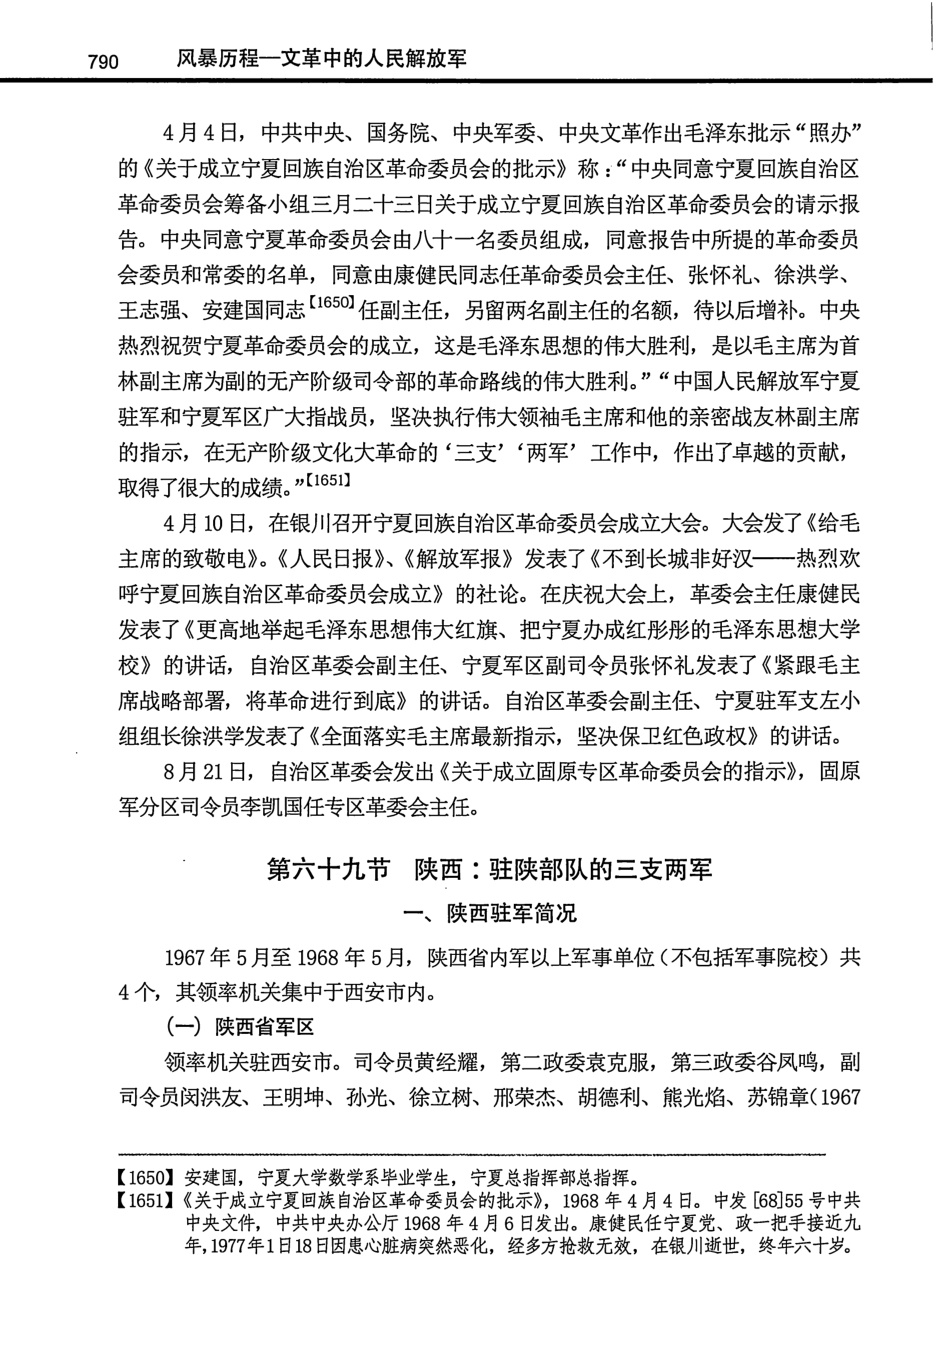 790 风暴历程—文革中的人民解放军
4月4日，中共中央、国务院、中央军委、中央文革作出毛泽东批示“照办”
的《关于成立宁夏回族自治区革命委员会的批示》称：“中央同意宁夏回族自治区
革命委员会筹备小组三月二十三日关于成立宁夏回族自治区革命委员会的请示报
告。中央同意宁夏革命委员会由八十一名委员组成，同意报告中所提的革命委员
会委员和常委的名单，同意由康健民同志任革命委员会主任、张怀礼、徐洪学、
王志强、安建国同志【1650】任副主任，另留两名副主任的名额，待以后增补。中央
热烈祝贺宁夏革命委员会的成立，这是毛泽东思想的伟大胜利，是以毛主席为首
林副主席为副的无产阶级司令部的革命路线的伟大胜利。”“中国人民解放军宁夏
驻军和宁夏军区广大指战员，坚决执行伟大领袖毛主席和他的亲密战友林副主席
的指示，在无产阶级文化大革命的‘三支’‘两军’工作中，作出了卓越的贡献，
取得了很大的成绩。”【1651】
4月10日，在银川召开宁夏回族自治区革命委员会成立大会。大会发了《给毛
主席的致敬电》。《人民日报》、《解放军报》发表了《不到长城非好汉——热烈欢
呼宁夏回族自治区革命委员会成立》的社论。在庆祝大会上，革委会主任康健民
发表了《更高地举起毛泽东思想伟大红旗、把宁夏办成红彤彤的毛泽东思想大学
校》的讲话，自治区革委会副主任、宁夏军区副司令员张怀礼发表了《紧跟毛主
席战略部署，将革命进行到底》的讲话。自治区革委会副主任、宁夏驻军支左小
组组长徐洪学发表了《全面落实毛主席最新指示，坚决保卫红色政权》的讲话。
8月21日，自治区革委会发出《关于成立固原专区革命委员会的指示》，固原
军分区司令员李凯国任专区革委会主任。
第六十九节 陕西：驻陕部队的三支两军
一、陕西驻军简况
1967年5月至1968年5月，陕西省内军以上军事单位（不包括军事院校）共
4个，其领率机关集中于西安市内。
(一) 陕西省军区
领率机关驻西安市。司令员黄经耀，第二政委袁克服，第三政委谷凤鸣，副
司令员闵洪友、王明坤、孙光、徐立树、邢荣杰、胡德利、熊光焰、苏锦章（1967
【1650】安建国，宁夏大学数学系毕业学生，宁夏总指挥部总指挥。
【1651】《关于成立宁夏回族自治区革命委员会的批示》，1968年4月4日。中发[68]55号中共
中央文件，中共中央办公厅1968年4月6日发出。康健民任宁夏党、政一把手接近九
年，1977年1日18日因患心脏病突然恶化，经多方抢救无效，在银川逝世，终年六十岁。